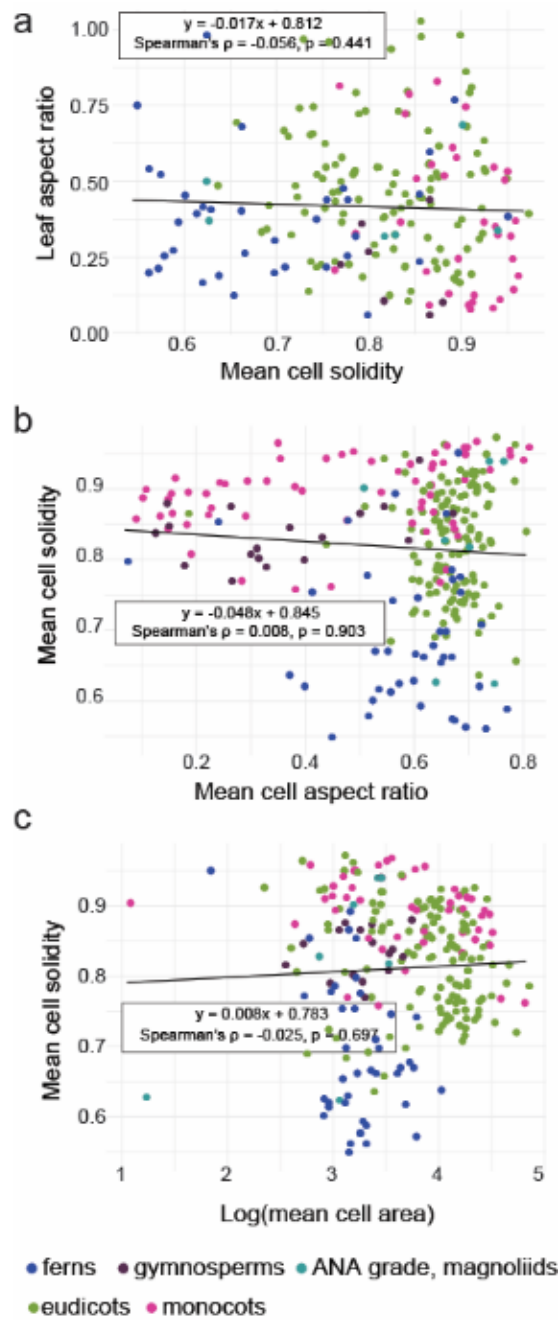 a
y = -0.017x + 0.812
Spearman's ρ = -0.056, p = 0.441
1.00
0.75
0.50
0.25
0.00
Leaf aspect ratio
0.6 0.7 0.8 0.9
Mean cell solidity
b
0.9
0.8
0.7
0.6
Mean cell solidity
y = -0.048x + 0.845
Spearman's ρ = 0.008, p = 0.903
0.2 0.4 0.6 0.8
Mean cell aspect ratio
c
0.9
0.8
0.7
0.6
Mean cell solidity
y = 0.008x + 0.783
Spearman's ρ = -0.025, p = 0.697
1 2 3 4 5
Log(mean cell area)
ferns gymnosperms ANA grade, magnoliids
eudicots monocots